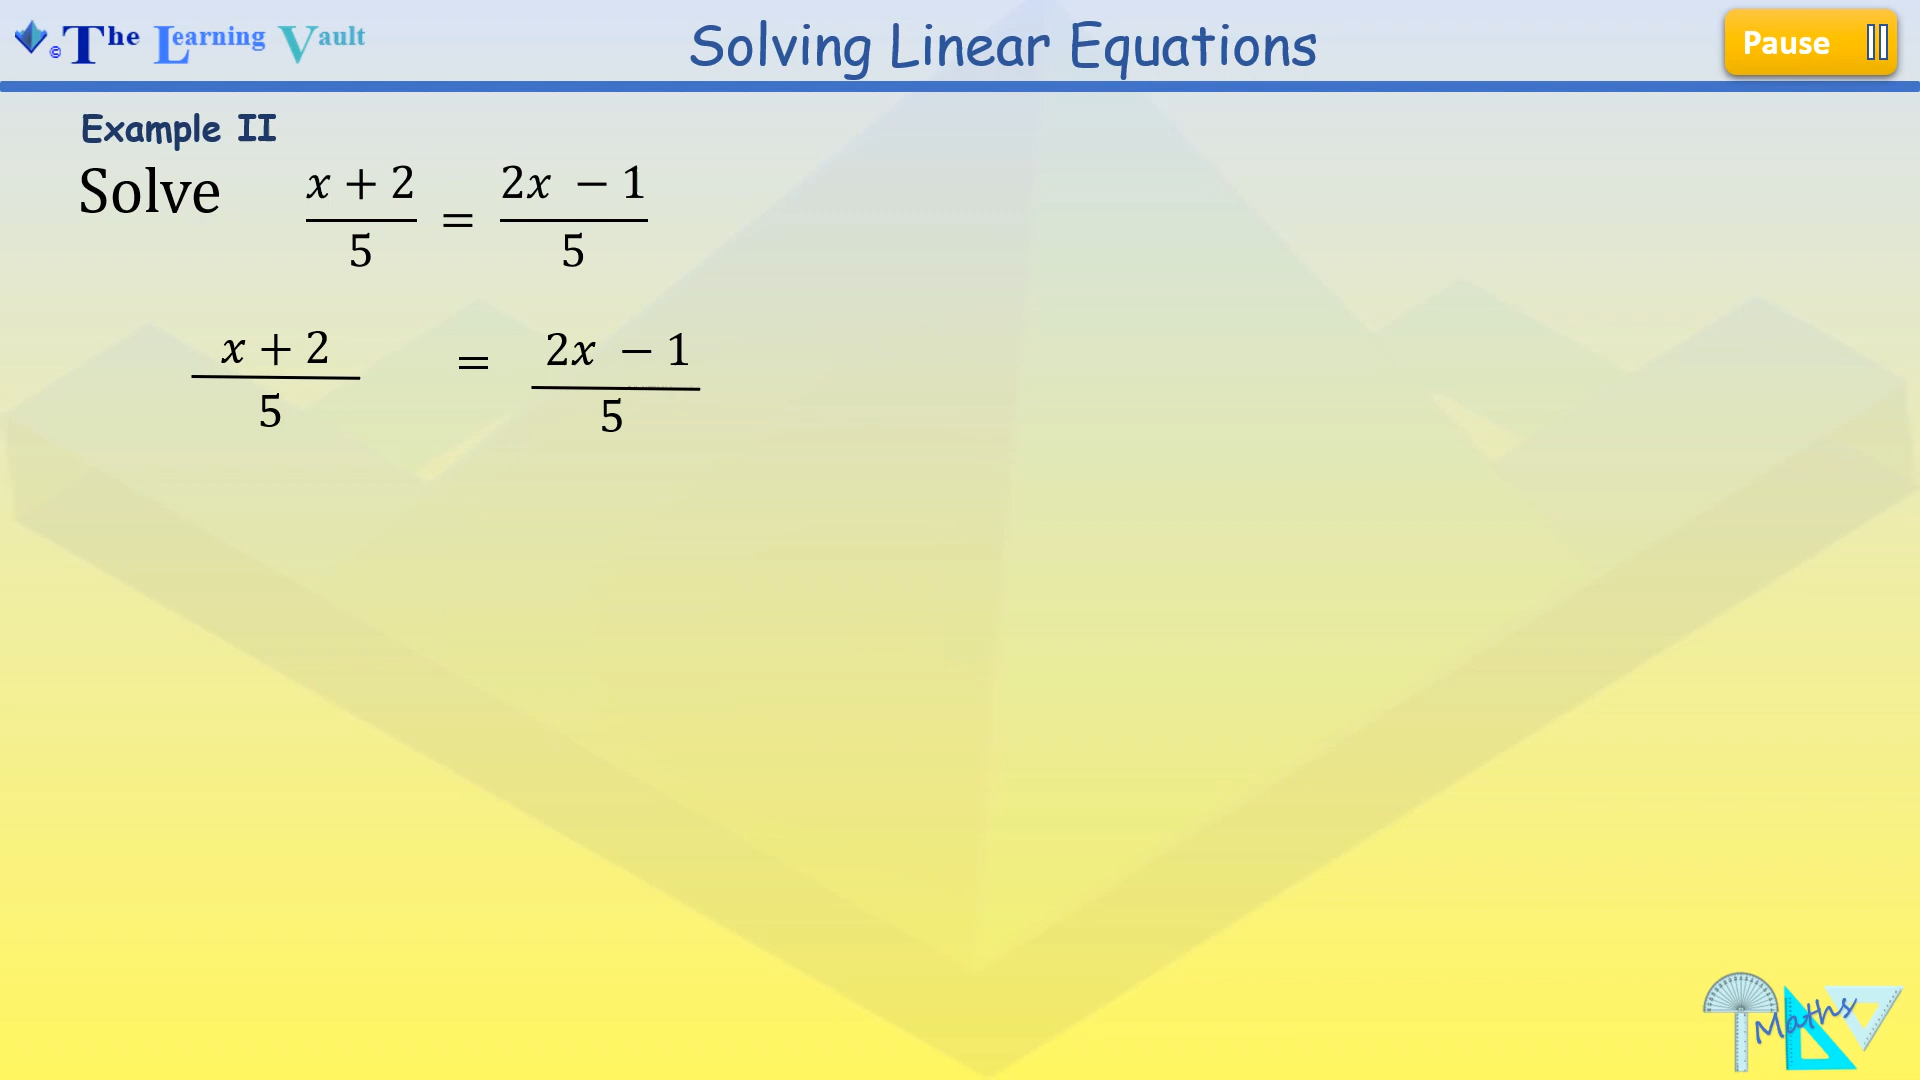 © The Learning Vault
Solving Linear Equations
Pause
Example II
Solve x + 2 / 5 = 2x − 1 / 5
x + 2 / 5 = 2x − 1 / 5
Maths